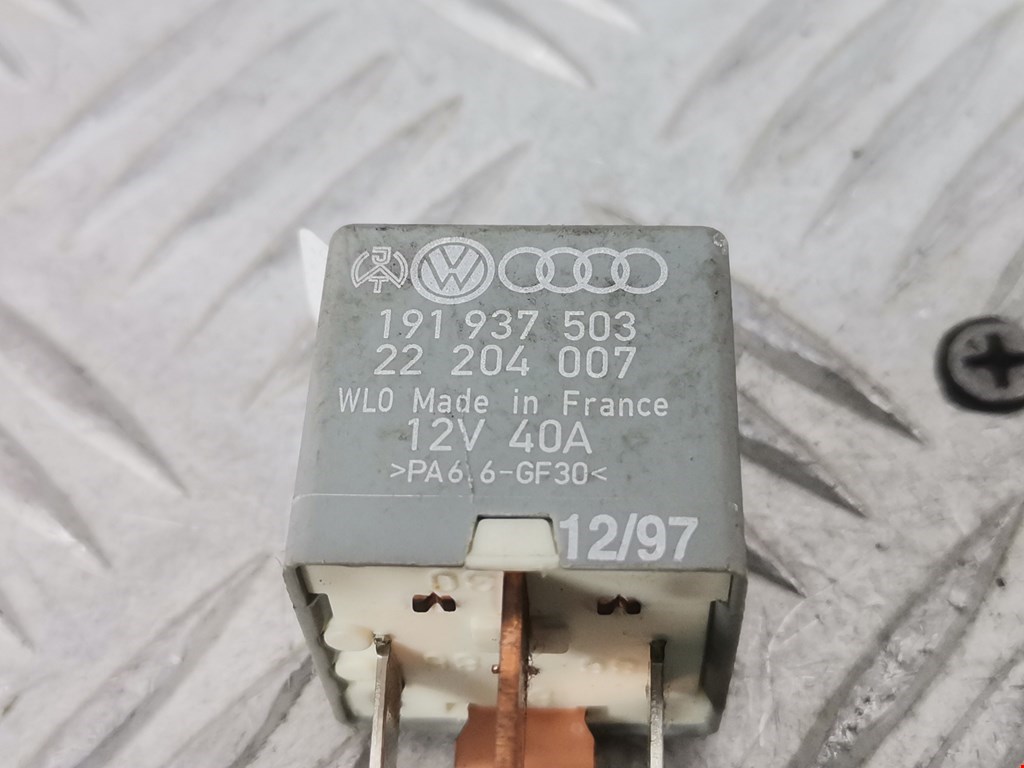 191 937 503
22 204 007
WLO Made in France
12V 40A
>PA6.6-GF30<
12/97